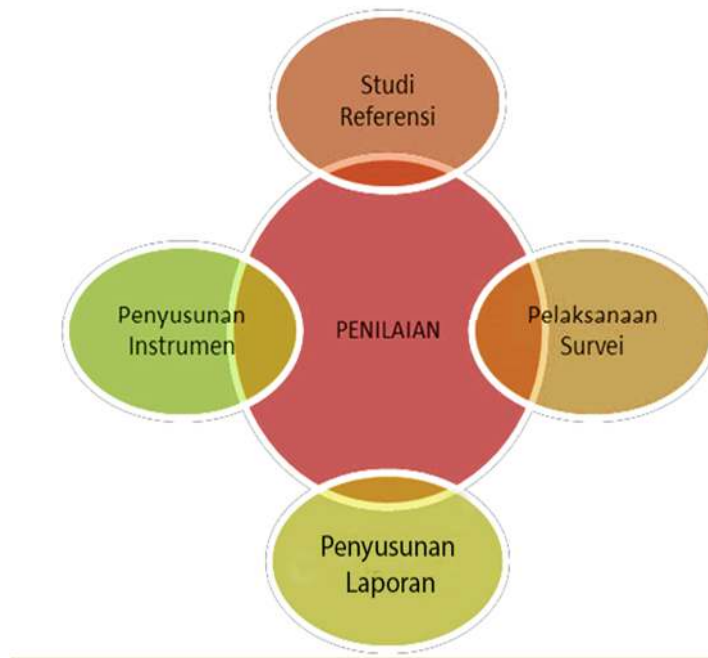 Studi
Referensi
Penyusunan
Instrumen
PENILAIAN
Pelaksanaan
Survei
Penyusunan
Laporan